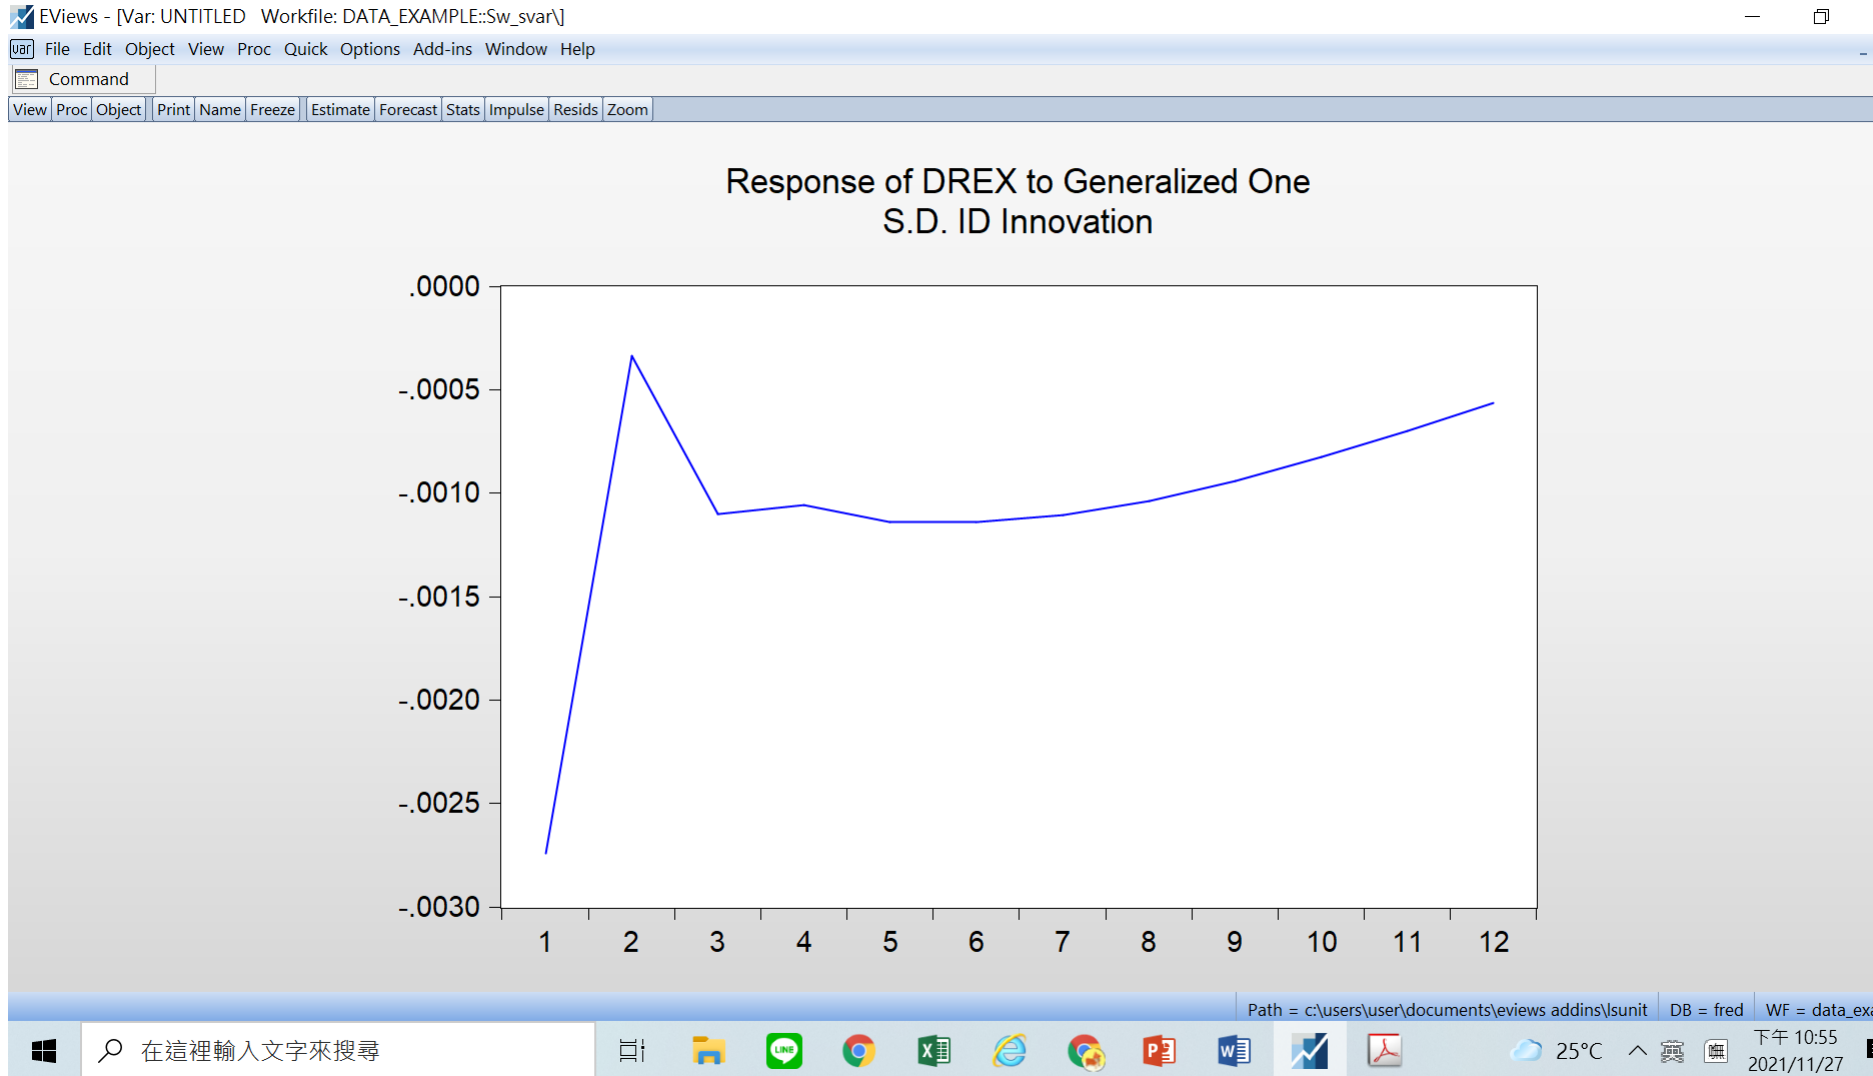 EViews - [Var: UNTITLED Workfile: DATA_EXAMPLE::Sw_svar\]
var File Edit Object View Proc Quick Options Add-ins Window Help
Command
View Proc Object Print Name Freeze Estimate Forecast Stats Impulse Resids Zoom
Response of DREX to Generalized One
S.D. ID Innovation
.0000
-.0005
-.0010
-.0015
-.0020
-.0025
-.0030
1 2 3 4 5 6 7 8 9 10 11 12
Path = c:\users\user\documents\eviews addins\lsunit DB = fred WF = data_exa
在這裡輸入文字來搜尋
LINE
25°C 英
下午 10:55
2021/11/27